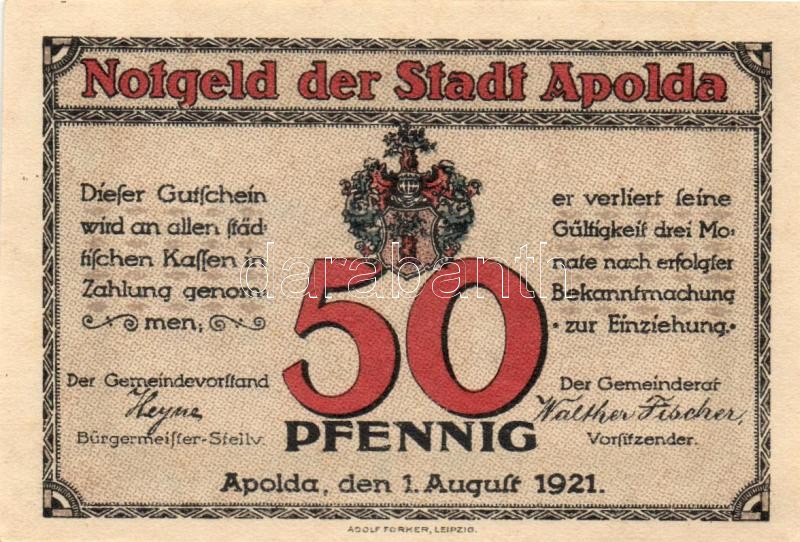 Notgeld der Stadt Apolda
Dieſer Gutſchein
wird an allen ſtäd-
tiſchen Kaſſen in
Zahlung genom-
men;
er verliert ſeine
Gültigkeit drei Mo-
nate nach erfolgter
Bekanntmachung
zur Einziehung.
50
PFENNIG
Der Gemeindevorſtand
Heyne
Bürgermeiſter-Stellv.
Der Gemeinderat
Walther Fiſcher,
Vorſitzender.
Apolda, den 1. Auguſt 1921.
ADOLF FORKER, LEIPZIG.
darabanth